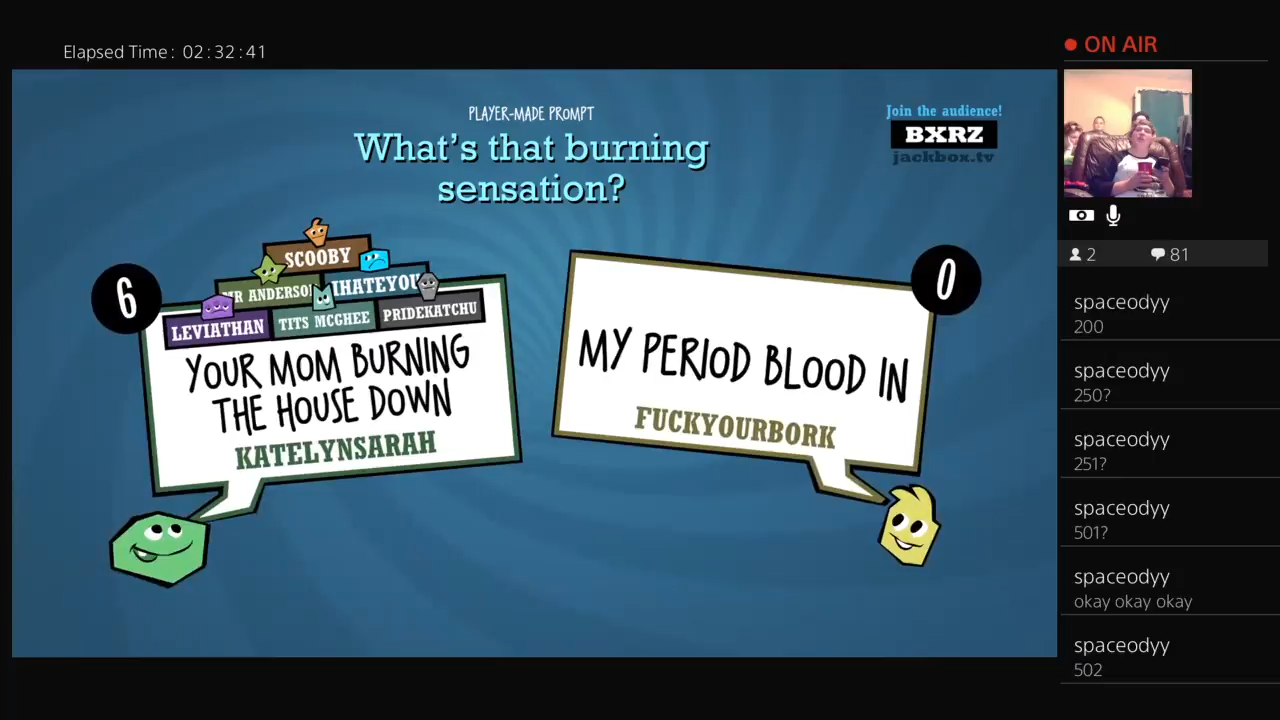 Elapsed Time: 02:32:41
ON AIR
PLAYER-MADE PROMPT
What's that burning
sensation?
Join the audience!
BXRZ
jackbox.tv
6
SCOOBY
MR ANDERSO
IHATEYOU
LEVIATHAN
TITS MCGHEE
PRIDEKATCHU
YOUR MOM BURNING
THE HOUSE DOWN
KATELYNSARAH
0
MY PERIOD BLOOD IN
FUCKYOURBORK
2
81
spaceodyy
200
spaceodyy
250?
spaceodyy
251?
spaceodyy
501?
spaceodyy
okay okay okay
spaceodyy
502